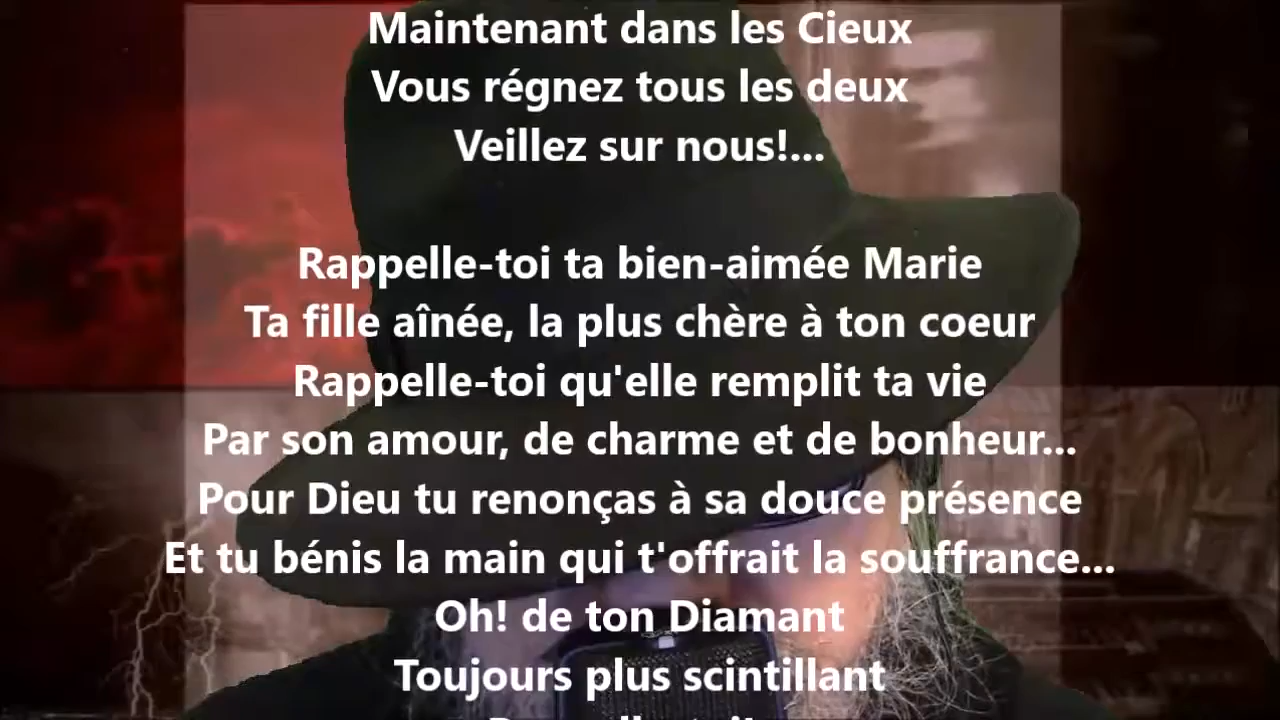 Maintenant dans les Cieux
Vous régnez tous les deux
Veillez sur nous!...
Rappelle-toi ta bien-aimée Marie
Ta fille aînée, la plus chère à ton coeur
Rappelle-toi qu'elle remplit ta vie
Par son amour, de charme et de bonheur...
Pour Dieu tu renonças à sa douce présence
Et tu bénis la main qui t'offrait la souffrance...
Oh! de ton Diamant
Toujours plus scintillant